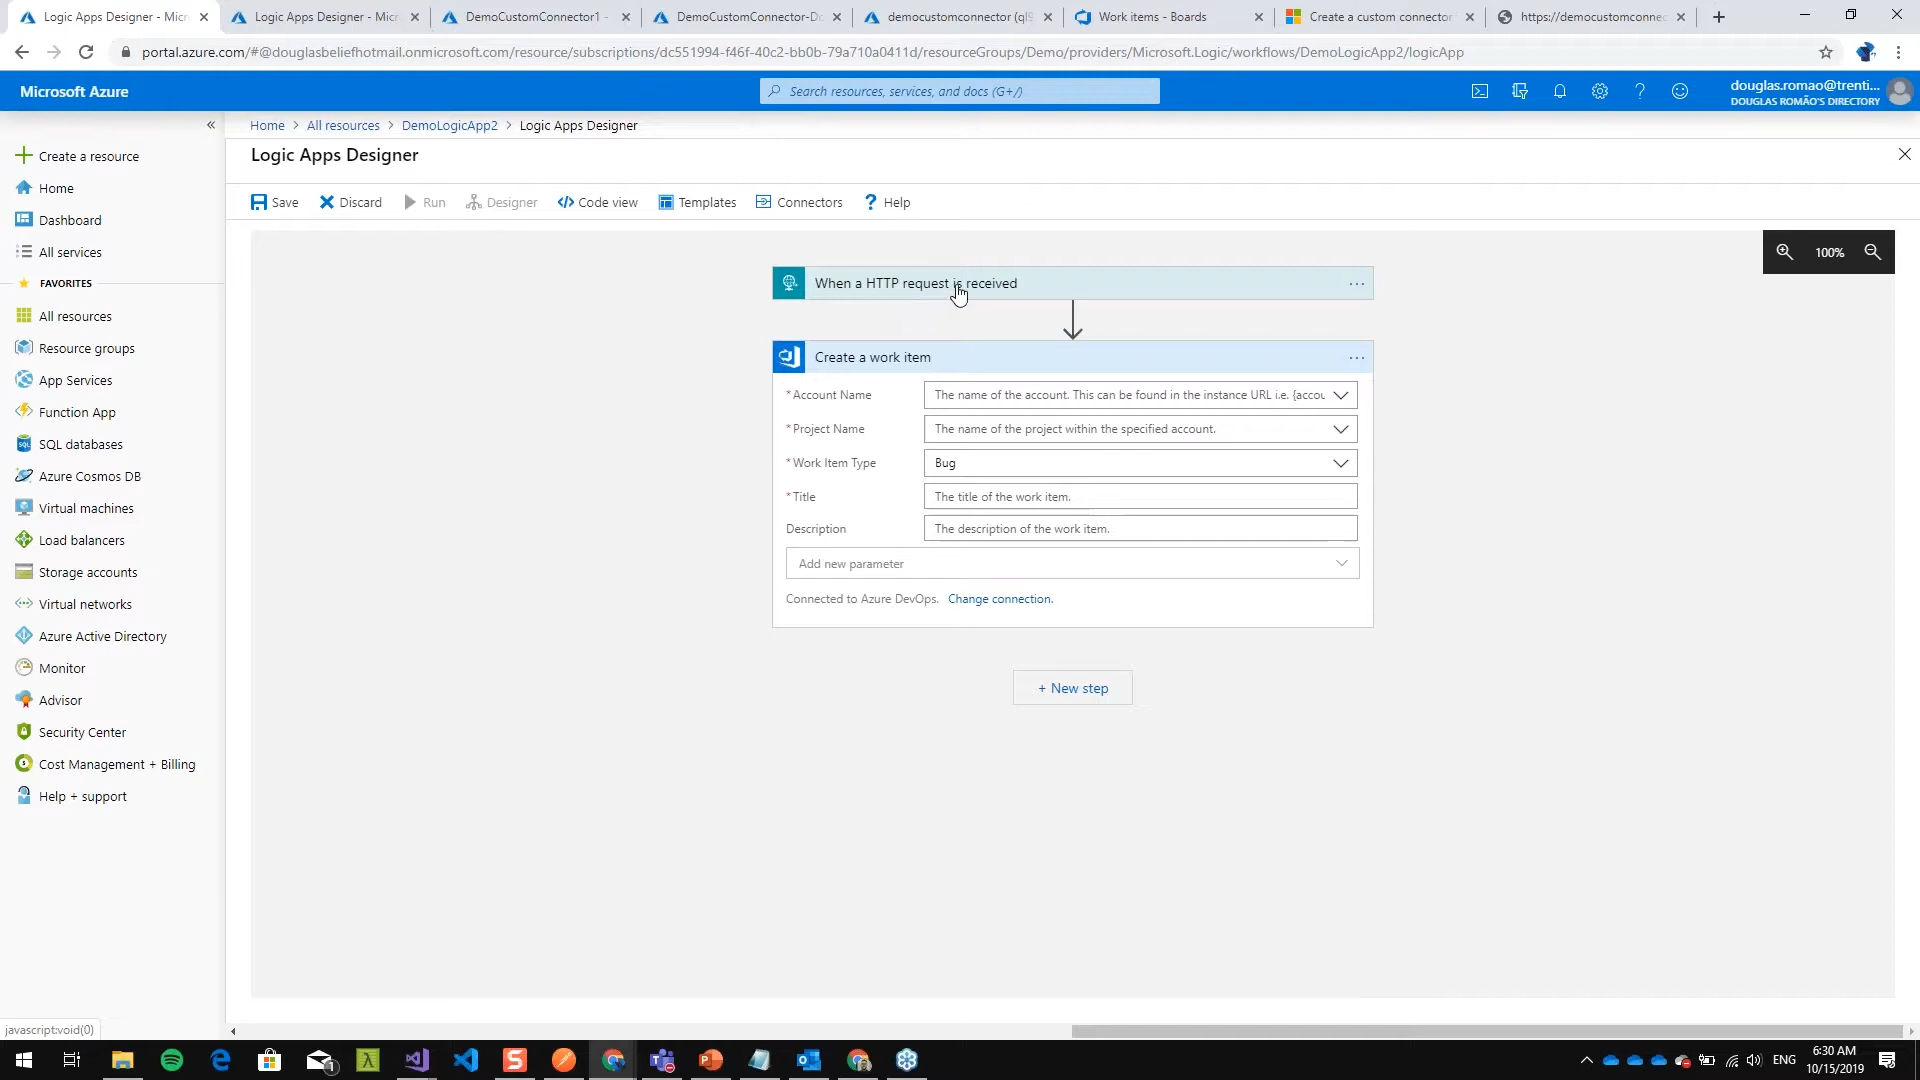 Logic Apps Designer - Micr
Logic Apps Designer - Micr
DemoCustomConnector1 -
DemoCustomConnector-Do
democustomconnector (ql9
Work items - Boards
Create a custom connector
https://democustomconnec
portal.azure.com/#@douglasbeliefhotmail.onmicrosoft.com/resource/subscriptions/dc551994-f46f-40c2-bb0b-79a710a0411d/resourceGroups/Demo/providers/Microsoft.Logic/workflows/DemoLogicApp2/logicApp
Microsoft Azure
Search resources, services, and docs (G+/)
douglas.romao@trenti...
DOUGLAS ROMÃO'S DIRECTORY
Home > All resources > DemoLogicApp2 > Logic Apps Designer
Logic Apps Designer
Save
Discard
Run
Designer
Code view
Templates
Connectors
Help
Create a resource
Home
Dashboard
All services
FAVORITES
All resources
Resource groups
App Services
Function App
SQL databases
Azure Cosmos DB
Virtual machines
Load balancers
Storage accounts
Virtual networks
Azure Active Directory
Monitor
Advisor
Security Center
Cost Management + Billing
Help + support
100%
When a HTTP request is received
Create a work item
* Account Name
The name of the account. This can be found in the instance URL i.e. {accou
* Project Name
The name of the project within the specified account.
* Work Item Type
Bug
* Title
The title of the work item.
Description
The description of the work item.
Add new parameter
Connected to Azure DevOps. Change connection.
+ New step
javascript:void(0)
ENG
6:30 AM
10/15/2019